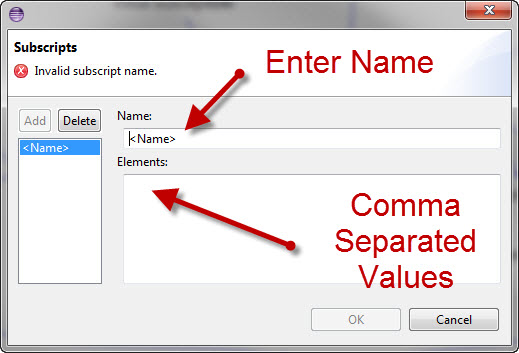 Subscripts
Invalid subscript name.
Enter Name
Add
Delete
Name:
<Name>
<Name>
Elements:
Comma
Separated
Values
OK
Cancel